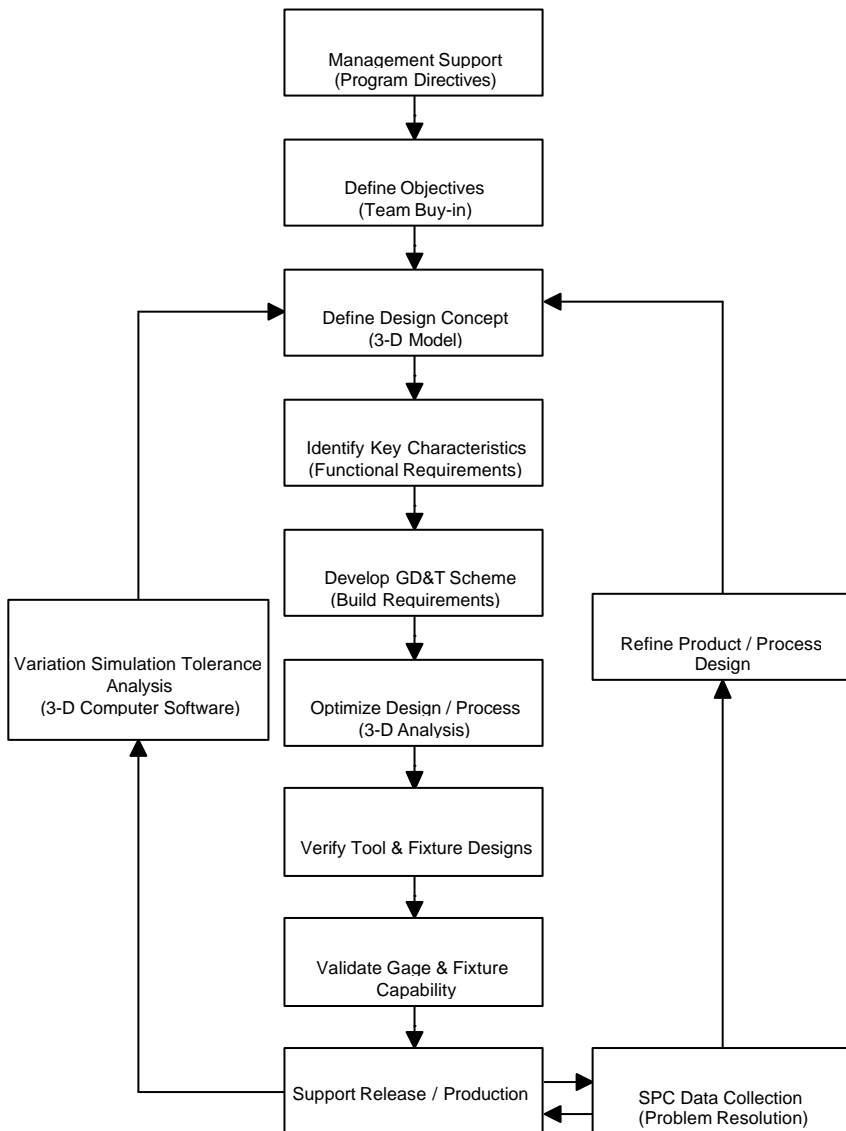 Management Support
(Program Directives)
Define Objectives
(Team Buy-in)
Define Design Concept
(3-D Model)
Identify Key Characteristics
(Functional Requirements)
Develop GD&T Scheme
(Build Requirements)
Variation Simulation Tolerance
Analysis
(3-D Computer Software)
Refine Product / Process
Design
Optimize Design / Process
(3-D Analysis)
Verify Tool & Fixture Designs
Validate Gage & Fixture
Capability
Support Release / Production
SPC Data Collection
(Problem Resolution)